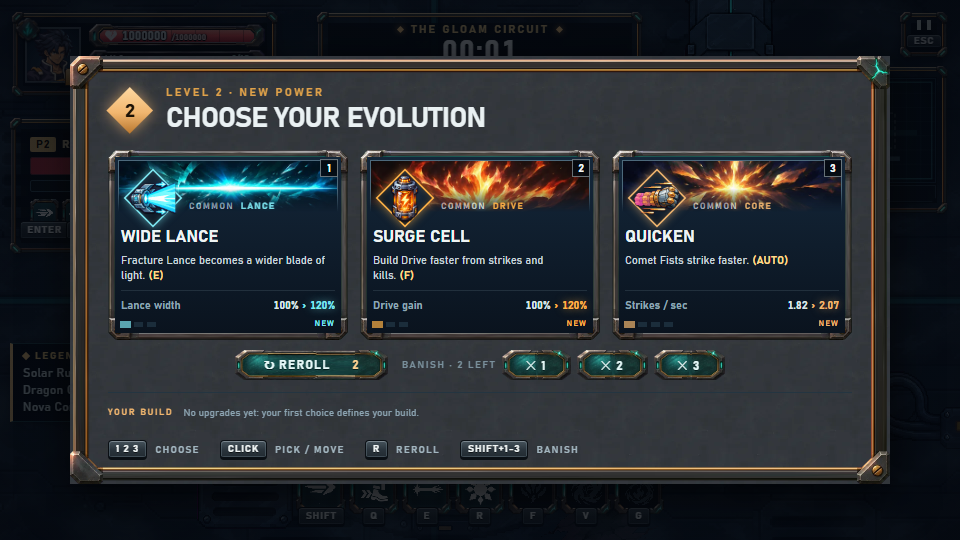 1000000 /1000000
◆ THE GLOAM CIRCUIT ◆
00:01
ESC
LEVEL 2 · NEW POWER
2
CHOOSE YOUR EVOLUTION
1
COMMON LANCE
WIDE LANCE
Fracture Lance becomes a wider blade of
light. (E)
Lance width 100% › 120%
NEW
2
COMMON DRIVE
SURGE CELL
Build Drive faster from strikes and
kills. (F)
Drive gain 100% › 120%
NEW
3
COMMON CORE
QUICKEN
Comet Fists strike faster. (AUTO)
Strikes / sec 1.82 › 2.07
NEW
↻ REROLL 2
BANISH · 2 LEFT
✕ 1
✕ 2
✕ 3
YOUR BUILD No upgrades yet: your first choice defines your build.
1 2 3 CHOOSE
CLICK PICK / MOVE
R REROLL
SHIFT+1-3 BANISH
P2
ENTER
◆ LEGEN
Solar Ru
Dragon
Nova Co
SHIFT Q E R F V G